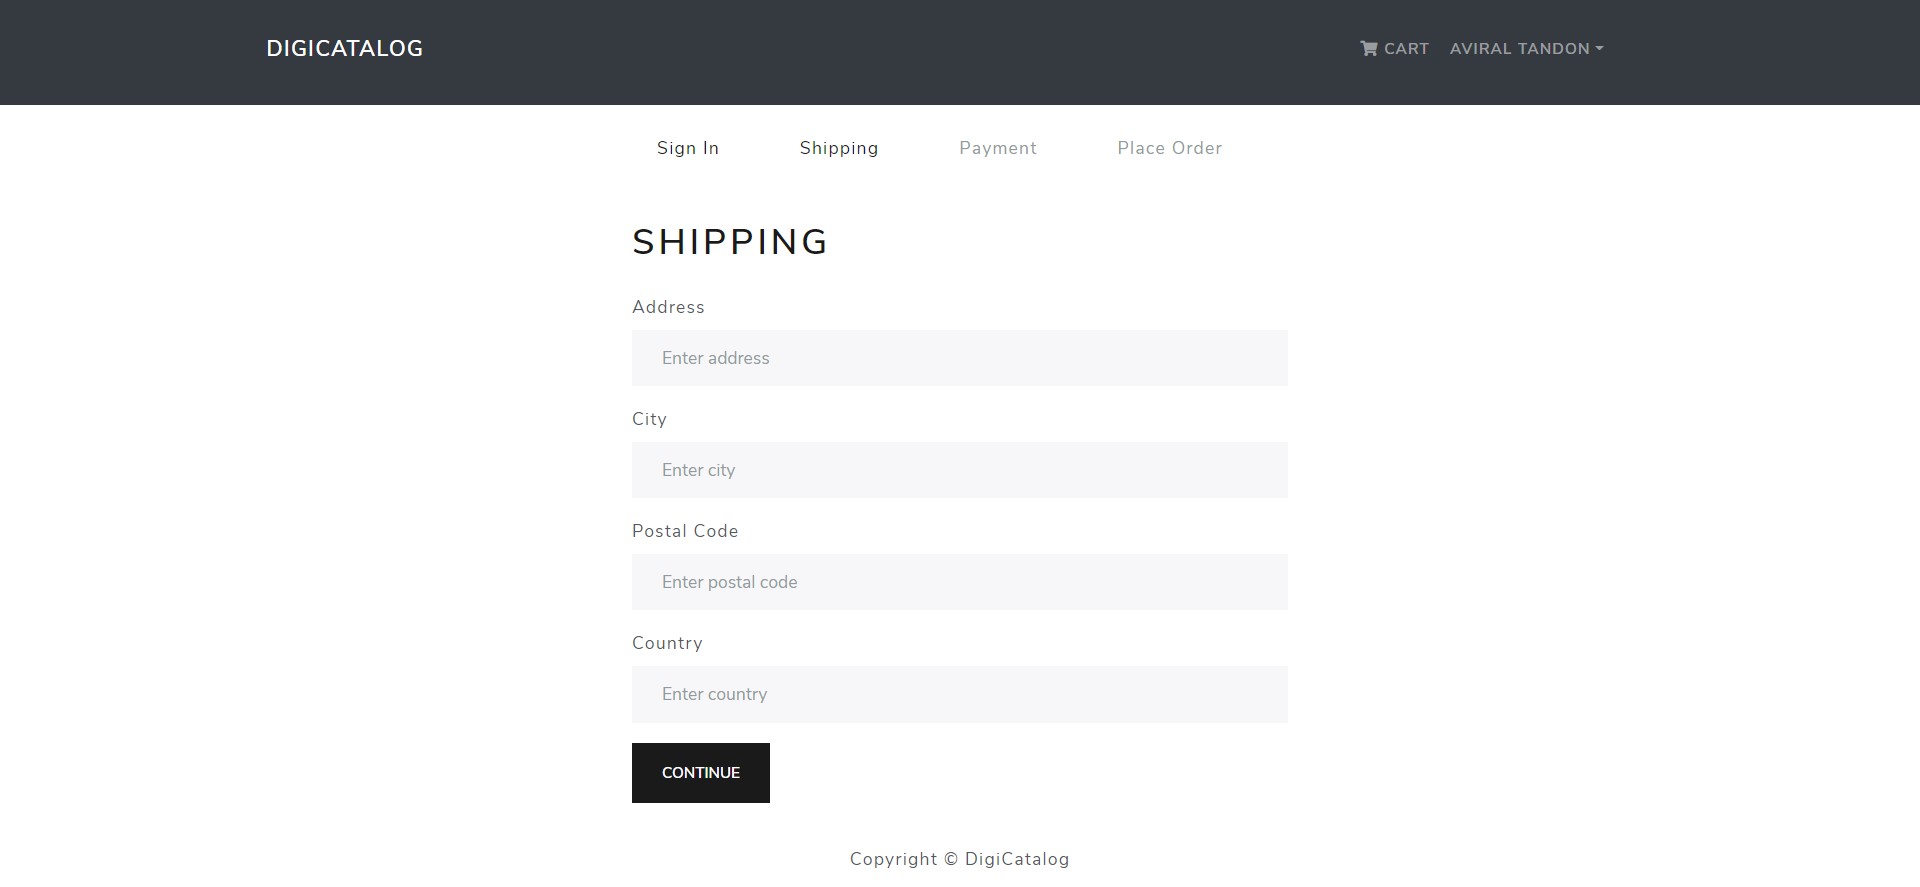 DIGICATALOG
CART AVIRAL TANDON
Sign In Shipping Payment Place Order
SHIPPING
Address
Enter address
City
Enter city
Postal Code
Enter postal code
Country
Enter country
CONTINUE
Copyright © DigiCatalog